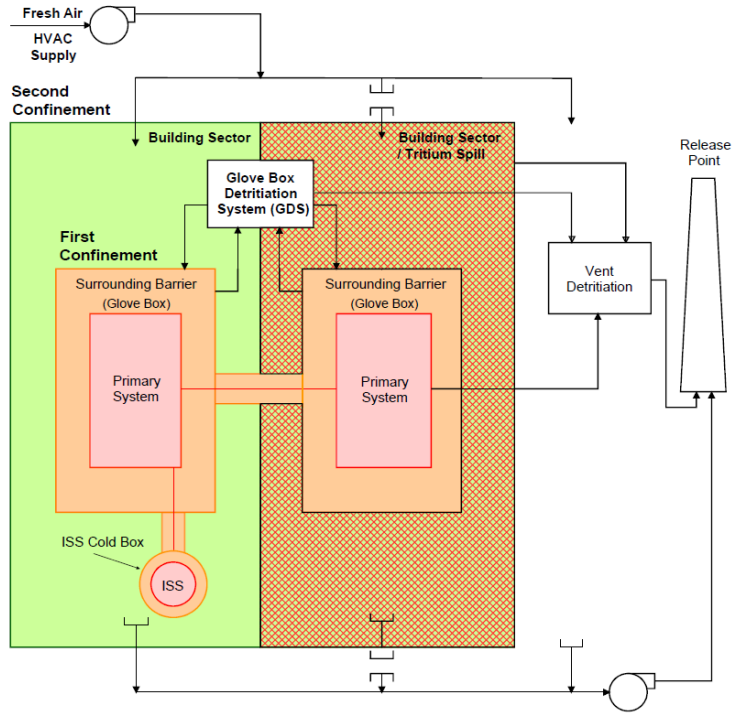 Fresh Air
HVAC
Supply
Second
Confinement
Building Sector
Building Sector
/ Tritium Spill
Release
Point
Glove Box
Detritiation
System (GDS)
First
Confinement
Vent
Detritiation
Surrounding Barrier
(Glove Box)
Surrounding Barrier
(Glove Box)
Primary
System
Primary
System
ISS Cold Box
ISS